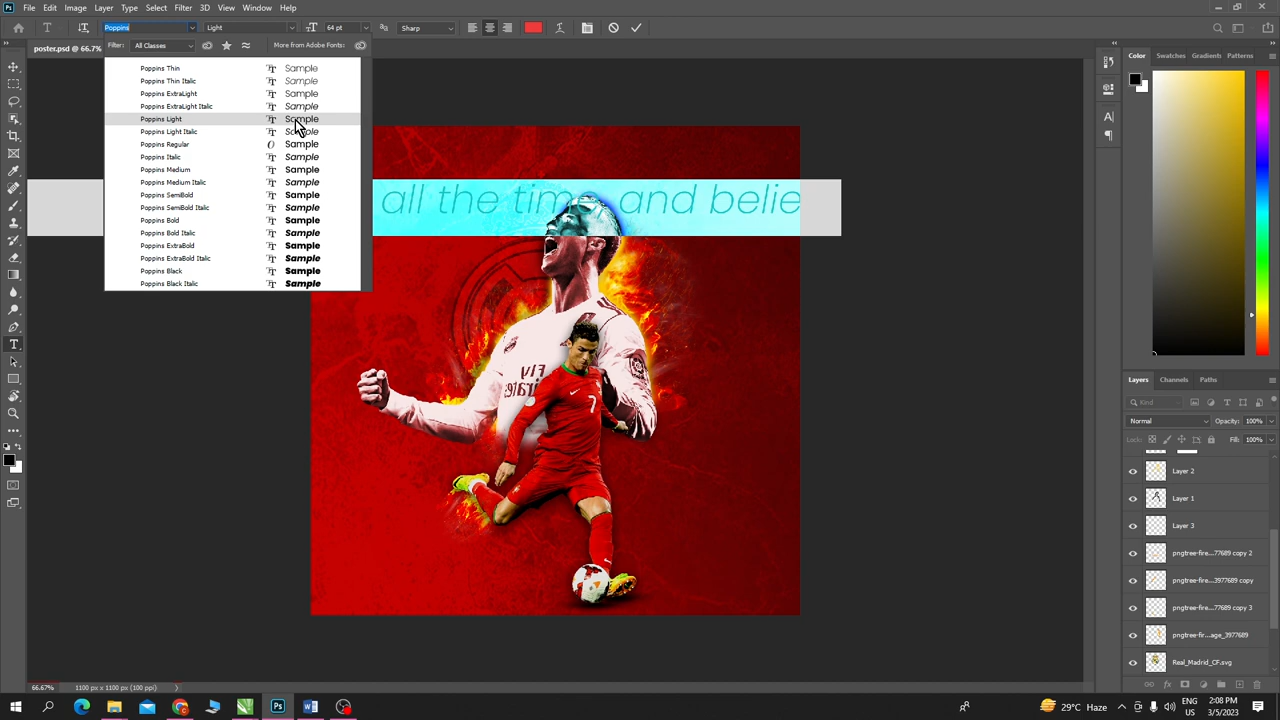 Ps File Edit Image Layer Type Select Filter 3D View Window Help
Poppins Light 64 pt Sharp
poster.psd @ 66.7%
Filter: All Classes More from Adobe Fonts:
Poppins Thin Sample
Poppins Thin Italic Sample
Poppins ExtraLight Sample
Poppins ExtraLight Italic Sample
Poppins Light Sample
Poppins Light Italic Sample
Poppins Regular Sample
Poppins Italic Sample
Poppins Medium Sample
Poppins Medium Italic Sample
Poppins SemiBold Sample
Poppins SemiBold Italic Sample
Poppins Bold Sample
Poppins Bold Italic Sample
Poppins ExtraBold Sample
Poppins ExtraBold Italic Sample
Poppins Black Sample
Poppins Black Italic Sample
all the time, and belie
Fly
Emirates
7
Color Swatches Gradients Patterns
Layers Channels Paths
Kind
Normal Opacity: 100%
Lock: Fill: 100%
Layer 2
Layer 1
Layer 3
pngtree-fire...77689 copy 2
pngtree-fire...3977689 copy
pngtree-fire...77689 copy 3
pngtree-fir...age_3977689
Real_Madrid_CF.svg
66.67% 1100 px x 1100 px (100 ppi)
29°C Haze
ENG
US
2:08 PM
3/5/2023